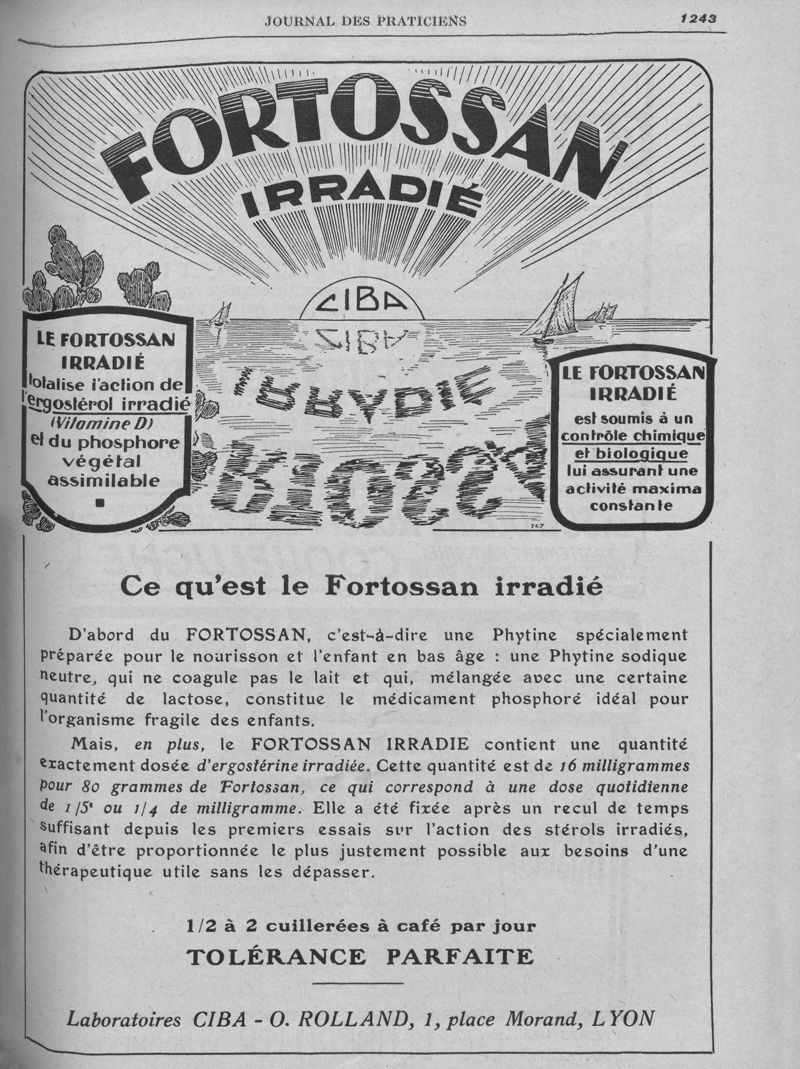 JOURNAL DES PRATICIENS 1243
FORTOSSAN
IRRADIÉ
CIBA
CIBA
IRRADIÉ
LE FORTOSSAN
IRRADIÉ
totalise l'action de
l'ergostérol irradié
(Vitamine D)
et du phosphore
végétal
assimilable
LE FORTOSSAN
IRRADIÉ
est soumis à un
contrôle chimique
et biologique
lui assurant une
activité maxima
constante
Ce qu'est le Fortossan irradié
D'abord du FORTOSSAN, c'est-à-dire une Phytine spécialement
préparée pour le nourisson et l'enfant en bas âge : une Phytine sodique
neutre, qui ne coagule pas le lait et qui, mélangée avec une certaine
quantité de lactose, constitue le médicament phosphoré idéal pour
l'organisme fragile des enfants.
Mais, en plus, le FORTOSSAN IRRADIE contient une quantité
exactement dosée d'ergostérine irradiée. Cette quantité est de 16 milligrammes
pour 80 grammes de Fortossan, ce qui correspond à une dose quotidienne
de 1/5e ou 1/4 de milligramme. Elle a été fixée après un recul de temps
suffisant depuis les premiers essais sur l'action des stérols irradiés,
afin d'être proportionnée le plus justement possible aux besoins d'une
thérapeutique utile sans les dépasser.
1/2 à 2 cuillerées à café par jour
TOLÉRANCE PARFAITE
Laboratoires CIBA - O. ROLLAND, 1, place Morand, LYON